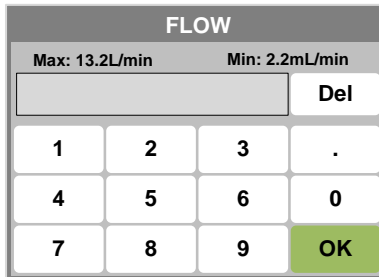 FLOW
Max: 13.2L/min Min: 2.2mL/min
Del
1 2 3 .
4 5 6 0
7 8 9 OK